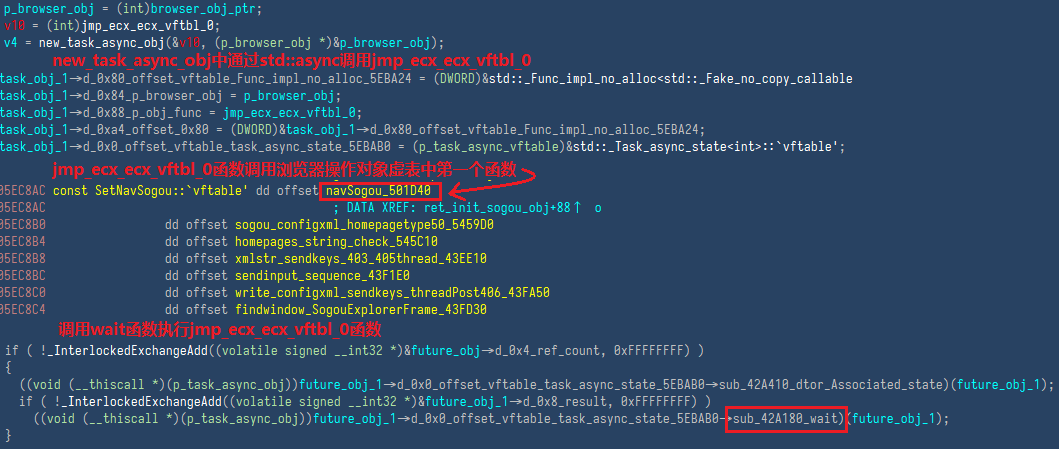 p_browser_obj = (int)browser_obj_ptr;
v10 = (int)jmp_ecx_ecx_vftbl_0;
v4 = new_task_async_obj(&v10, (p_browser_obj *)&p_browser_obj);
new_task_async_obj中通过std::async调用jmp_ecx_ecx_vftbl_0
task_obj_1→d_0x80_offset_vftable_Func_impl_no_alloc_5EBA24 = (DWORD)&std::_Func_impl_no_alloc<std::_Fake_no_copy_callable
task_obj_1→d_0x84_p_browser_obj = p_browser_obj;
task_obj_1→d_0x88_p_obj_func = jmp_ecx_ecx_vftbl_0;
task_obj_1→d_0xa4_offset_0x80 = (DWORD)&task_obj_1→d_0x80_offset_vftable_Func_impl_no_alloc_5EBA24;
task_obj_1→d_0x0_offset_vftable_task_async_state_5EBAB0 = (p_task_async_vftable)&std::_Task_async_state<int>::`vftable';
jmp_ecx_ecx_vftbl_0函数调用浏览器操作对象虚表中第一个函数
05EC8AC const SetNavSogou::`vftable' dd offset navSogou_501D40
05EC8AC ; DATA XREF: ret_init_sogou_obj+88↑ o
05EC8B0 dd offset sogou_configxml_homepagetype50_5459D0
05EC8B4 dd offset homepages_string_check_545C10
05EC8B8 dd offset xmlstr_sendkeys_403_405thread_43EE10
05EC8BC dd offset sendinput_sequence_43F1E0
05EC8C0 dd offset write_configxml_sendkeys_threadPost406_43FA50
05EC8C4 dd offset findwindow_SogouExplorerFrame_43FD30
调用wait函数执行jmp_ecx_ecx_vftbl_0函数
if ( !_InterlockedExchangeAdd((volatile signed __int32 *)&future_obj→d_0x4_ref_count, 0xFFFFFFFF) )
{
((void (__thiscall *)(p_task_async_obj))future_obj_1→d_0x0_offset_vftable_task_async_state_5EBAB0→sub_42A410_dtor_Associated_state)(future_obj_1);
if ( !_InterlockedExchangeAdd((volatile signed __int32 *)&future_obj_1→d_0x8_result, 0xFFFFFFFF) )
((void (__thiscall *)(p_task_async_obj))future_obj_1→d_0x0_offset_vftable_task_async_state_5EBAB0→sub_42A180_wait)(future_obj_1);
}